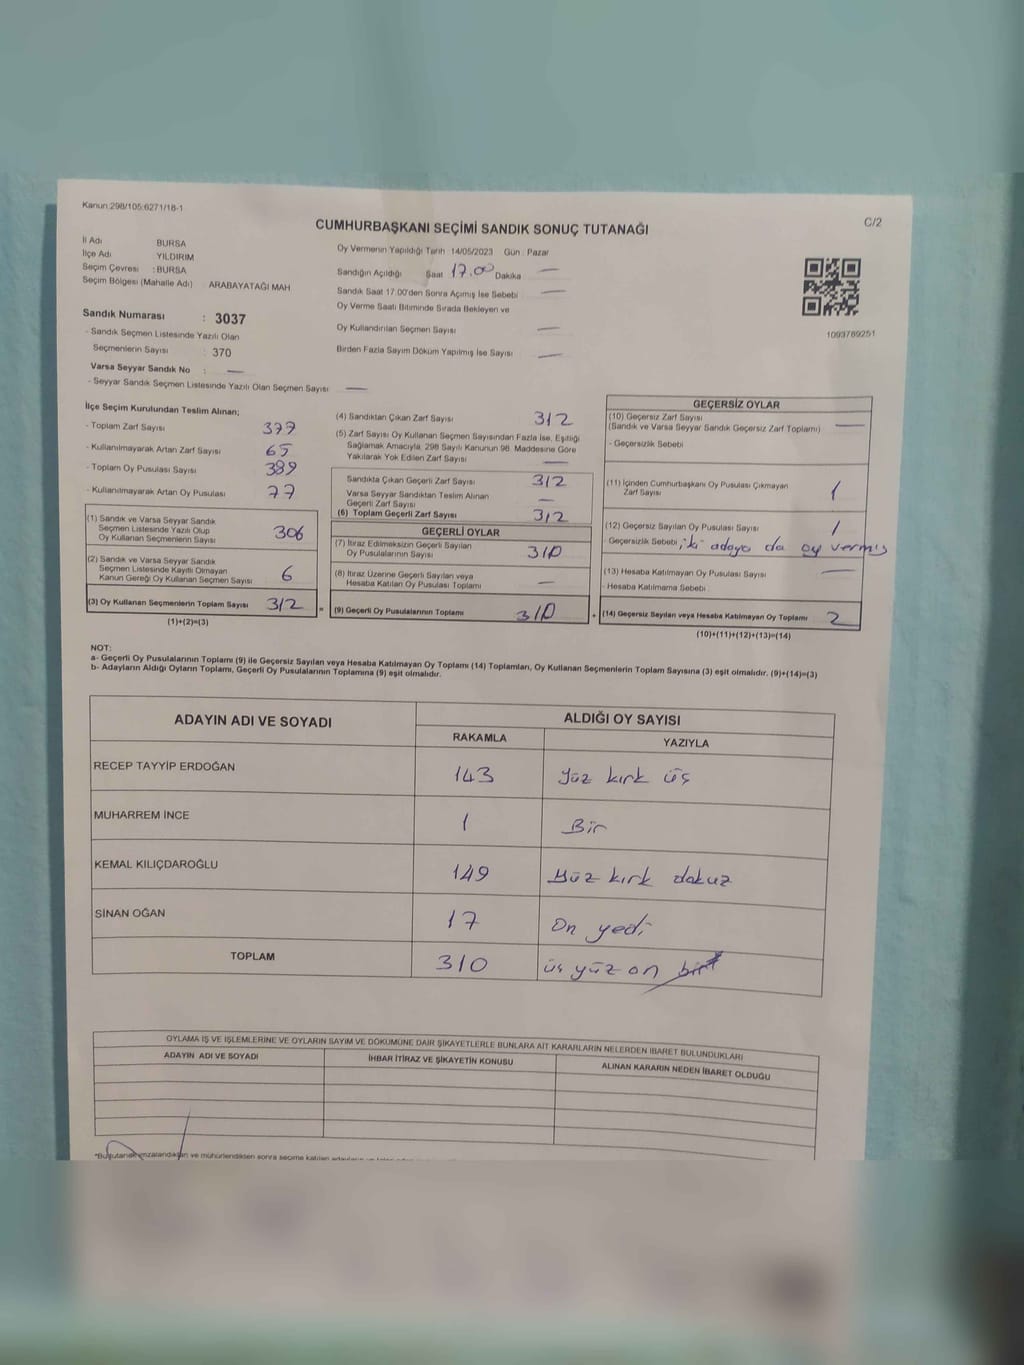 Kanun:298/105;6271/18-1
C/2
CUMHURBAŞKANI SEÇİMİ SANDIK SONUÇ TUTANAĞI
İl Adı BURSA
İlçe Adı YILDIRIM
Seçim Çevresi : BURSA
Seçim Bölgesi (Mahalle Adı) : ARABAYATAĞI MAH
Sandık Numarası : 3037
- Sandık Seçmen Listesinde Yazılı Olan
Seçmenlerin Sayısı : 370
Varsa Seyyar Sandık No : —
- Seyyar Sandık Seçmen Listesinde Yazılı Olan Seçmen Sayısı —
Oy Vermenin Yapıldığı Tarih 14/05/2023 Gün : Pazar
Sandığın Açıldığı Saat 17.00 Dakika —
Sandık Saat 17:00'den Sonra Açılmış İse Sebebi —
Oy Verme Saati Bitiminde Sırada Bekleyen ve
Oy Kullandırılan Seçmen Sayısı —
Birden Fazla Sayım Döküm Yapılmış İse Sayısı —
1093769251
İlçe Seçim Kurulundan Teslim Alınan;
- Toplam Zarf Sayısı 377
- Kullanılmayarak Artan Zarf Sayısı 65
- Toplam Oy Pusulası Sayısı 389
- Kullanılmayarak Artan Oy Pusulası 77
(1) Sandık ve Varsa Seyyar Sandık
Seçmen Listesinde Yazılı Olup
Oy Kullanan Seçmenlerin Sayısı 306
(2) Sandık ve Varsa Seyyar Sandık
Seçmen Listesinde Kayıtlı Olmayan
Kanun Gereği Oy Kullanan Seçmen Sayısı 6
(3) Oy Kullanan Seçmenlerin Toplam Sayısı 312
(1)+(2)=(3)
(4) Sandıktan Çıkan Zarf Sayısı 312
(5) Zarf Sayısı Oy Kullanan Seçmen Sayısından Fazla İse, Eşitliği
Sağlamak Amacıyla, 298 Sayılı Kanunun 98. Maddesine Göre
Yakılarak Yok Edilen Zarf Sayısı —
Sandıkta Çıkan Geçerli Zarf Sayısı 312
Varsa Seyyar Sandıktan Teslim Alınan
Geçerli Zarf Sayısı —
(6) Toplam Geçerli Zarf Sayısı 312
GEÇERLİ OYLAR
(7) İtiraz Edilmeksizin Geçerli Sayılan
Oy Pusulalarının Sayısı 310
(8) İtiraz Üzerine Geçerli Sayılan veya
Hesaba Katılan Oy Pusulası Toplamı —
= (9) Geçerli Oy Pusulalarının Toplamı 310 +
GEÇERSİZ OYLAR
(10) Geçersiz Zarf Sayısı
(Sandık ve Varsa Seyyar Sandık Geçersiz Zarf Toplamı) —
- Geçersizlik Sebebi
(11) İçinden Cumhurbaşkanı Oy Pusulası Çıkmayan
Zarf Sayısı 1
(12) Geçersiz Sayılan Oy Pusulası Sayısı 1
Geçersizlik Sebebi ; iki adaya da oy vermiş
(13) Hesaba Katılmayan Oy Pusulası Sayısı —
- Hesaba Katılmama Sebebi
(14) Geçersiz Sayılan veya Hesaba Katılmayan Oy Toplamı 2
(10)+(11)+(12)+(13)=(14)
NOT:
a- Geçerli Oy Pusulalarının Toplamı (9) ile Geçersiz Sayılan veya Hesaba Katılmayan Oy Toplamı (14) Toplamları, Oy Kullanan Seçmenlerin Toplam Sayısına (3) eşit olmalıdır. (9)+(14)=(3)
b- Adayların Aldığı Oyların Toplamı, Geçerli Oy Pusulalarının Toplamına (9) eşit olmalıdır.
ADAYIN ADI VE SOYADI ALDIĞI OY SAYISI
RAKAMLA YAZIYLA
RECEP TAYYİP ERDOĞAN 143 Yüz kırk üç
MUHARREM İNCE 1 Bir
KEMAL KILIÇDAROĞLU 149 Yüz kırk dokuz
SİNAN OĞAN 17 On yedi
TOPLAM 310 üç yüz on bir
OYLAMA İŞ VE İŞLEMLERİNE VE OYLARIN SAYIM VE DÖKÜMÜNE DAİR ŞİKAYETLERLE BUNLARA AİT KARARLARIN NELERDEN İBARET BULUNDUKLARI
ADAYIN ADI VE SOYADI İHBAR İTİRAZ VE ŞİKAYETİN KONUSU ALINAN KARARIN NEDEN İBARET OLDUĞU
*Bu tutanak imzalandıktan ve mühürlendikten sonra seçime katılan